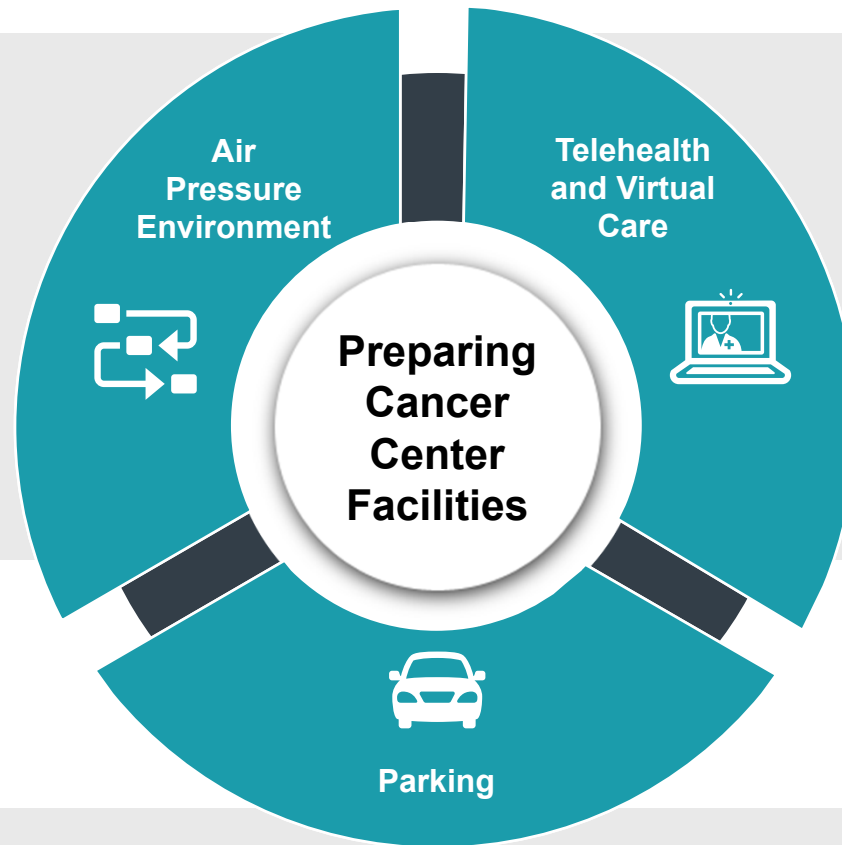 Air
Pressure
Environment
Telehealth
and Virtual
Care
Preparing
Cancer
Center
Facilities
Parking